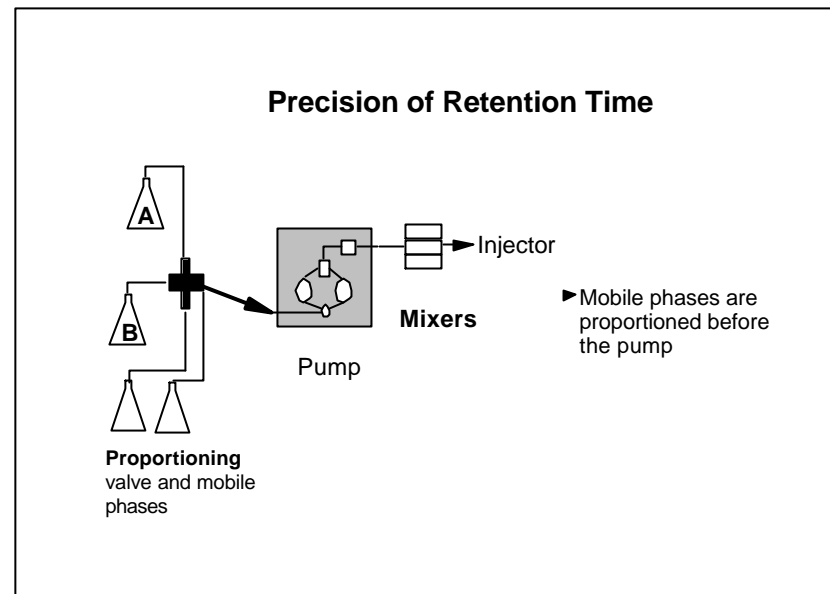 Precision of Retention Time
A
B
Injector
Mixers
Pump
Mobile phases are
proportioned before
the pump
Proportioning
valve and mobile
phases